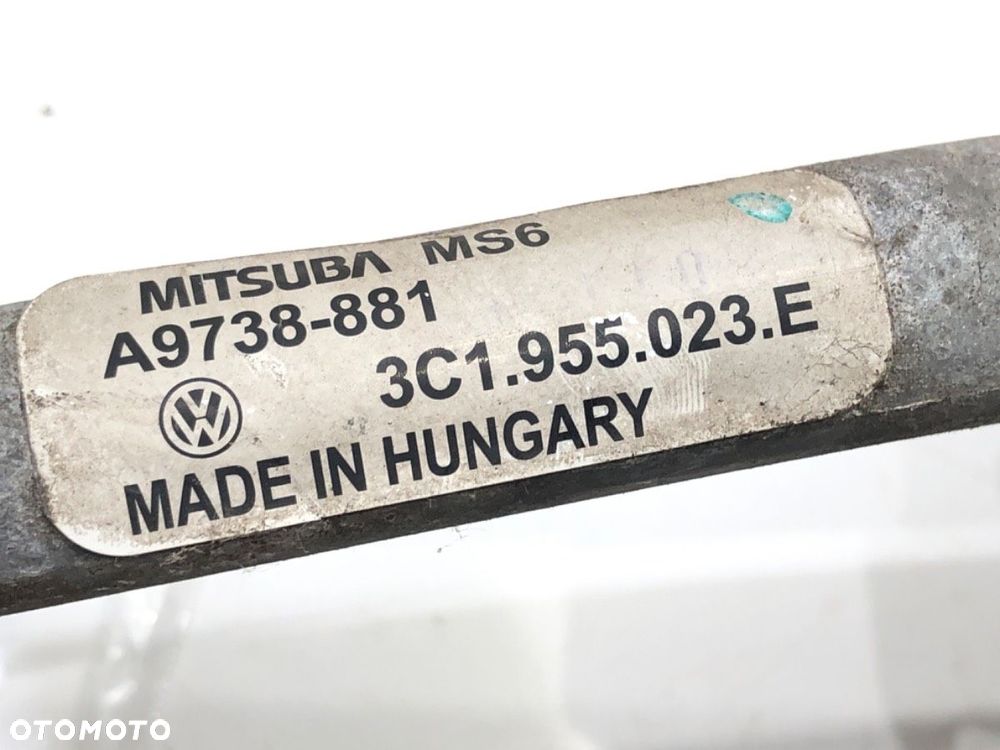 MITSUBA MS6
A9738-881
3C1.955.023.E
MADE IN HUNGARY
OTOMOTO